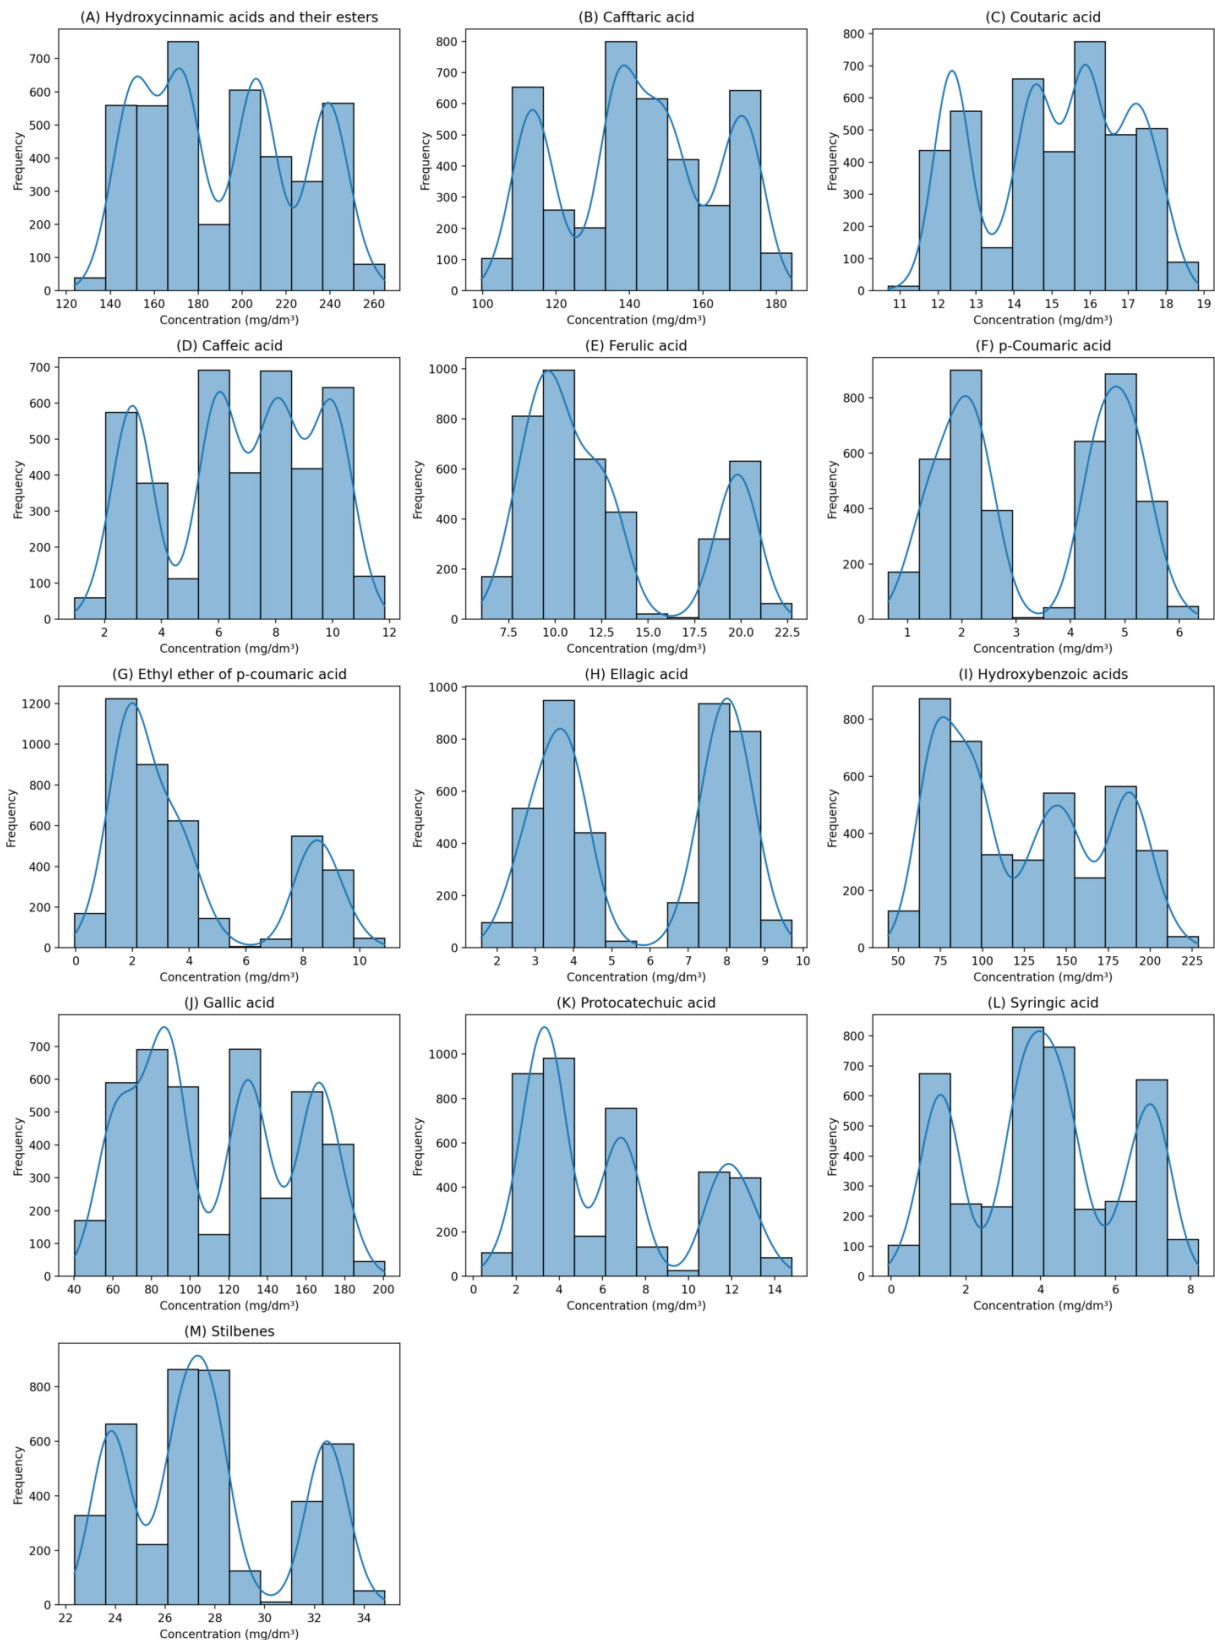 (A) Hydroxycinnamic acids and their esters
Frequency
700
600
500
400
300
200
100
0
120 140 160 180 200 220 240 260
Concentration (mg/dm³)
(B) Cafftaric acid
Frequency
800
700
600
500
400
300
200
100
0
100 120 140 160 180
Concentration (mg/dm³)
(C) Coutaric acid
Frequency
800
700
600
500
400
300
200
100
0
11 12 13 14 15 16 17 18 19
Concentration (mg/dm³)
(D) Caffeic acid
Frequency
700
600
500
400
300
200
100
0
2 4 6 8 10 12
Concentration (mg/dm³)
(E) Ferulic acid
Frequency
1000
800
600
400
200
0
7.5 10.0 12.5 15.0 17.5 20.0 22.5
Concentration (mg/dm³)
(F) p-Coumaric acid
Frequency
800
600
400
200
0
1 2 3 4 5 6
Concentration (mg/dm³)
(G) Ethyl ether of p-coumaric acid
Frequency
1200
1000
800
600
400
200
0
0 2 4 6 8 10
Concentration (mg/dm³)
(H) Ellagic acid
Frequency
1000
800
600
400
200
0
2 3 4 5 6 7 8 9 10
Concentration (mg/dm³)
(I) Hydroxybenzoic acids
Frequency
800
600
400
200
0
50 75 100 125 150 175 200 225
Concentration (mg/dm³)
(J) Gallic acid
Frequency
700
600
500
400
300
200
100
0
40 60 80 100 120 140 160 180 200
Concentration (mg/dm³)
(K) Protocatechuic acid
Frequency
1000
800
600
400
200
0
0 2 4 6 8 10 12 14
Concentration (mg/dm³)
(L) Syringic acid
Frequency
800
700
600
500
400
300
200
100
0
0 2 4 6 8
Concentration (mg/dm³)
(M) Stilbenes
Frequency
800
600
400
200
0
22 24 26 28 30 32 34
Concentration (mg/dm³)